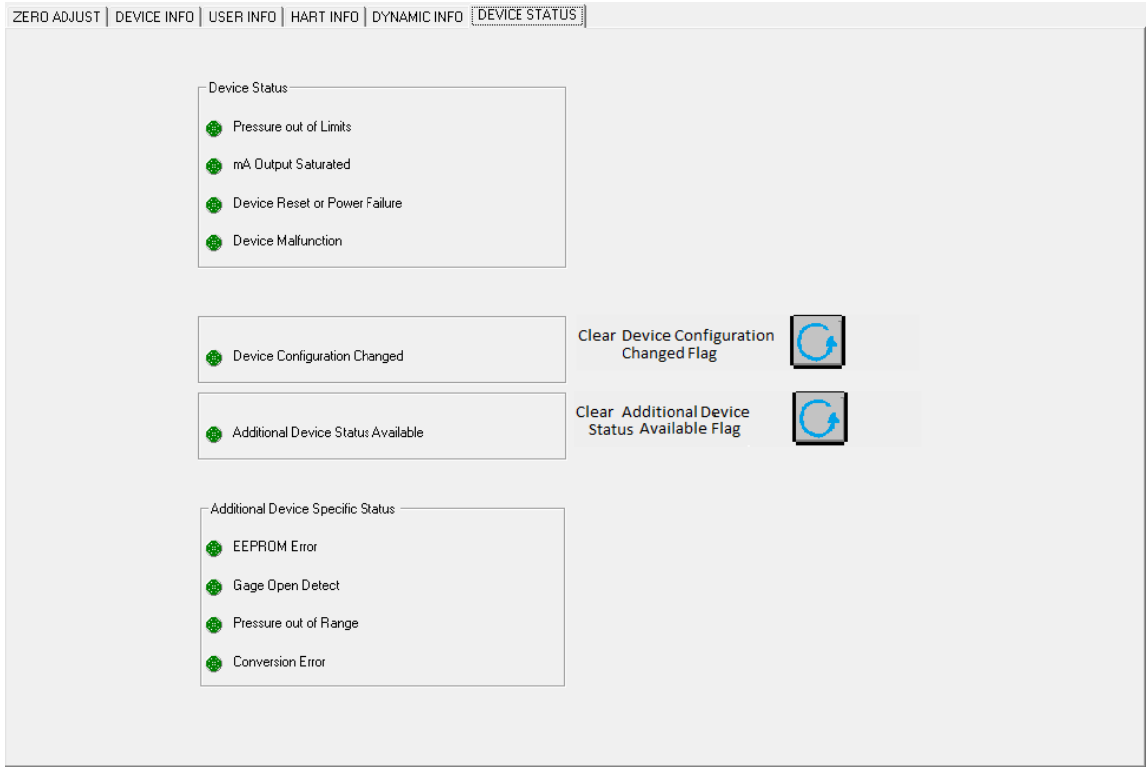 ZERO ADJUST DEVICE INFO USER INFO HART INFO DYNAMIC INFO DEVICE STATUS
Device Status
Pressure out of Limits
mA Output Saturated
Device Reset or Power Failure
Device Malfunction
Device Configuration Changed
Clear Device Configuration
Changed Flag
Additional Device Status Available
Clear Additional Device
Status Available Flag
Additional Device Specific Status
EEPROM Error
Gage Open Detect
Pressure out of Range
Conversion Error